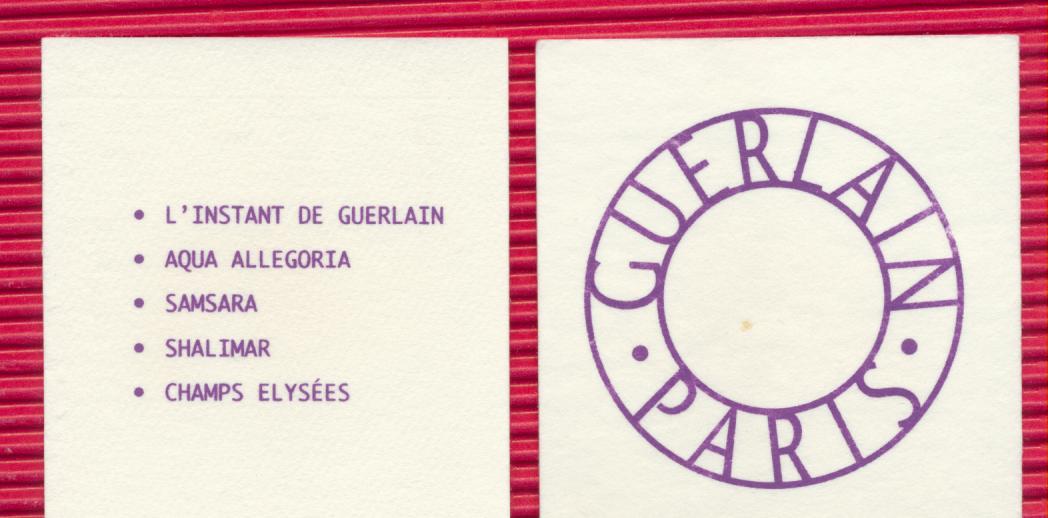 • L'INSTANT DE GUERLAIN
• AQUA ALLEGORIA
• SAMSARA
• SHALIMAR
• CHAMPS ELYSÉES
GUERLAIN
• PARIS •